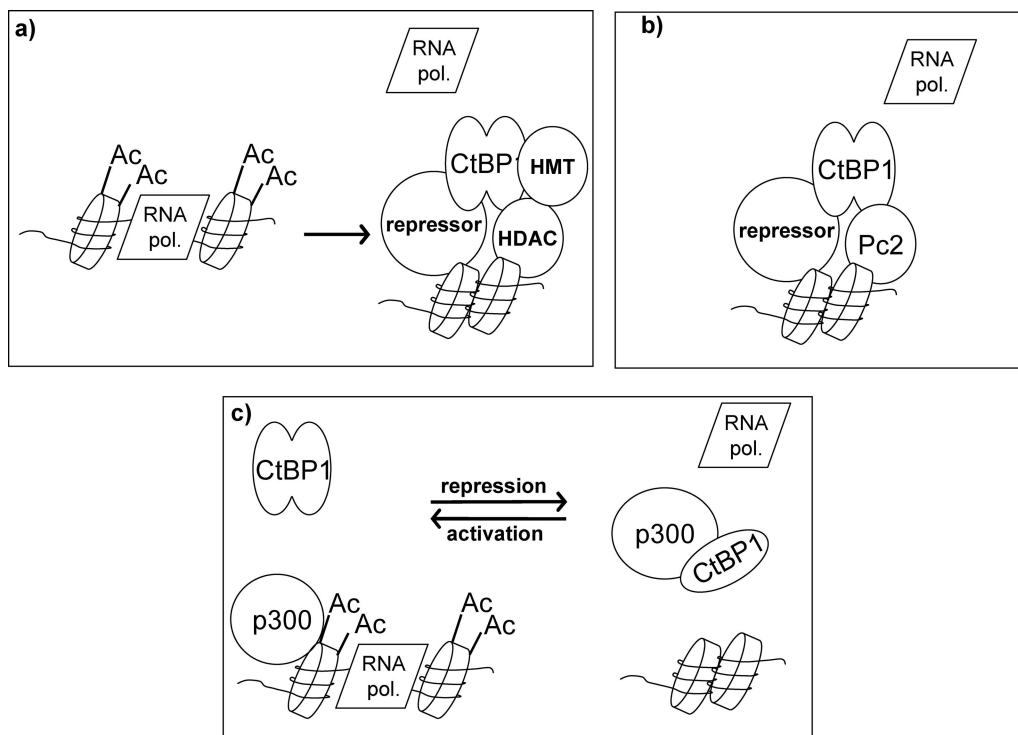 a)
RNA
pol.
Ac
Ac
RNA
pol.
Ac
Ac
CtBP1
HMT
repressor
HDAC
b)
RNA
pol.
CtBP1
repressor
Pc2
c)
CtBP1
repression
activation
RNA
pol.
p300
CtBP1
p300
Ac
Ac
RNA
pol.
Ac
Ac